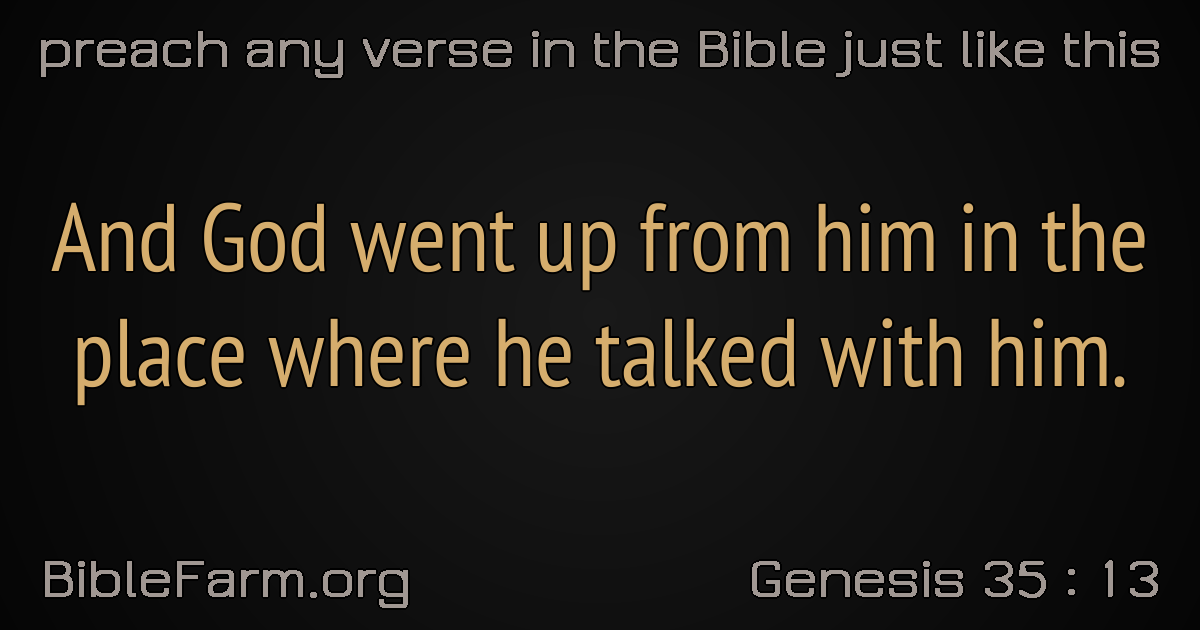 preach any verse in the Bible just like this
And God went up from him in the
place where he talked with him.
BibleFarm.org
Genesis 35 : 13